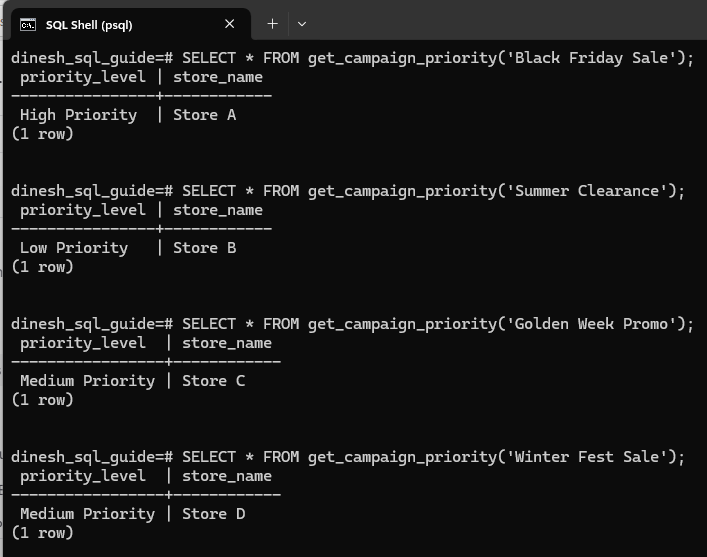 SQL Shell (psql)
dinesh_sql_guide=# SELECT * FROM get_campaign_priority('Black Friday Sale');
 priority_level | store_name
----------------+------------
 High Priority  | Store A
(1 row)
dinesh_sql_guide=# SELECT * FROM get_campaign_priority('Summer Clearance');
 priority_level | store_name
----------------+------------
 Low Priority   | Store B
(1 row)
dinesh_sql_guide=# SELECT * FROM get_campaign_priority('Golden Week Promo');
 priority_level  | store_name
-----------------+------------
 Medium Priority | Store C
(1 row)
dinesh_sql_guide=# SELECT * FROM get_campaign_priority('Winter Fest Sale');
 priority_level  | store_name
-----------------+------------
 Medium Priority | Store D
(1 row)